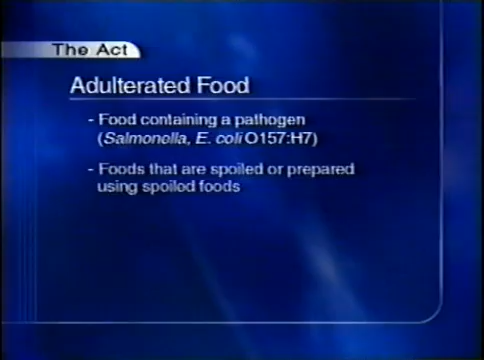 The Act
Adulterated Food
- Food containing a pathogen
(Salmonella, E. coli O157:H7)
- Foods that are spoiled or prepared
using spoiled foods